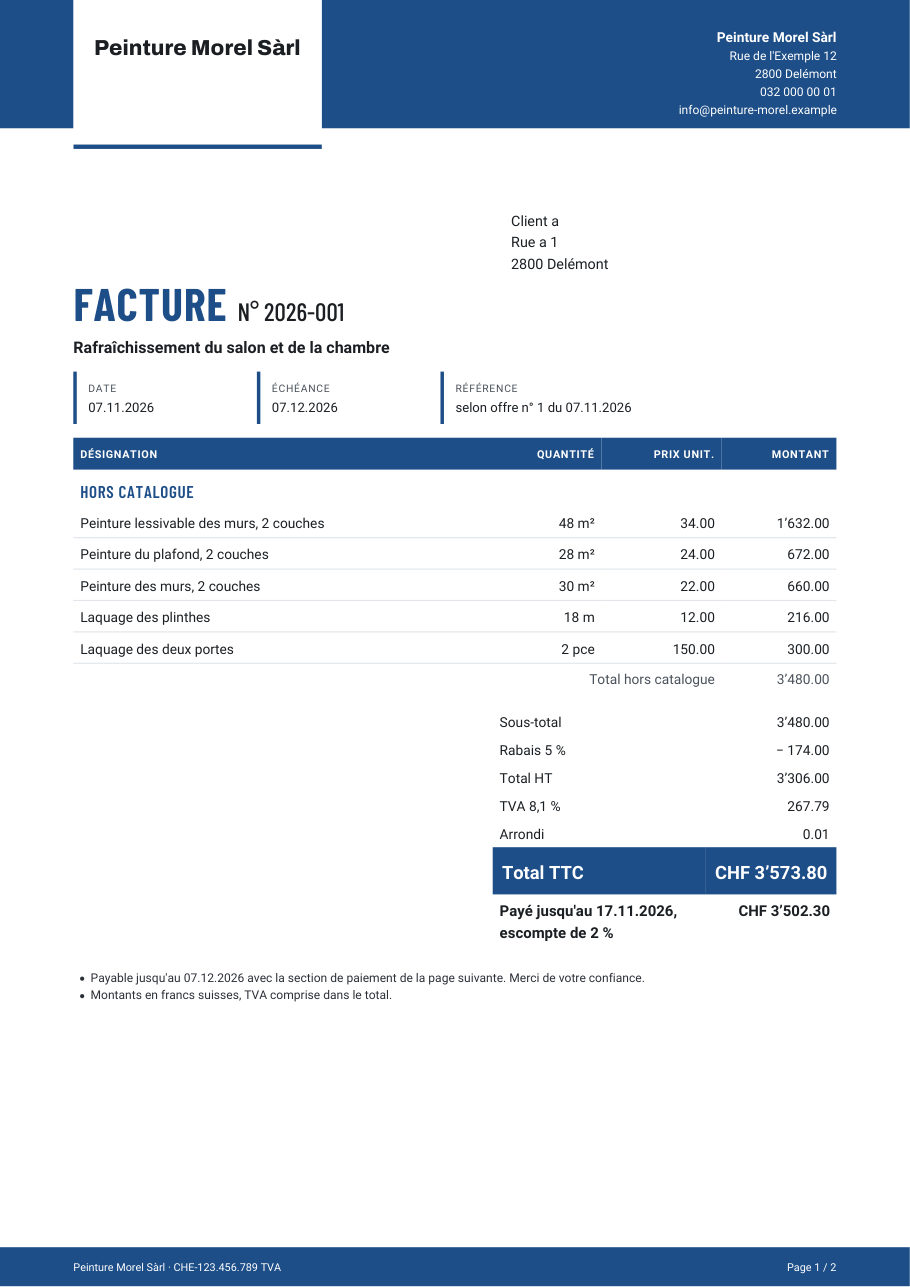 Peinture Morel Sàrl
Peinture Morel Sàrl
Rue de l'Exemple 12
2800 Delémont
032 000 00 01
info@peinture-morel.example
Client a
Rue a 1
2800 Delémont
FACTURE N° 2026-001
Rafraîchissement du salon et de la chambre
DATE ÉCHÉANCE RÉFÉRENCE
07.11.2026 07.12.2026 selon offre n° 1 du 07.11.2026
DÉSIGNATION QUANTITÉ PRIX UNIT. MONTANT
HORS CATALOGUE
Peinture lessivable des murs, 2 couches 48 m² 34.00 1’632.00
Peinture du plafond, 2 couches 28 m² 24.00 672.00
Peinture des murs, 2 couches 30 m² 22.00 660.00
Laquage des plinthes 18 m 12.00 216.00
Laquage des deux portes 2 pce 150.00 300.00
Total hors catalogue 3’480.00
Sous-total 3’480.00
Rabais 5 % − 174.00
Total HT 3’306.00
TVA 8,1 % 267.79
Arrondi 0.01
Total TTC CHF 3’573.80
Payé jusqu'au 17.11.2026, CHF 3’502.30
escompte de 2 %
• Payable jusqu'au 07.12.2026 avec la section de paiement de la page suivante. Merci de votre confiance.
• Montants en francs suisses, TVA comprise dans le total.
Peinture Morel Sàrl · CHE-123.456.789 TVA Page 1 / 2